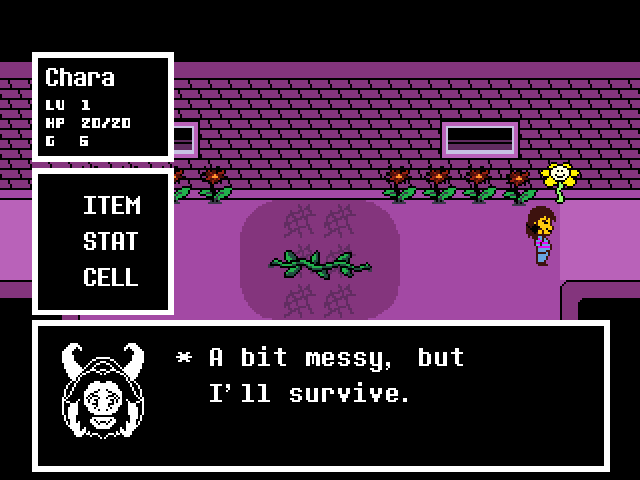 Chara
LV 1
HP 20/20
G 6
ITEM
STAT
CELL
* A bit messy, but
I'll survive.